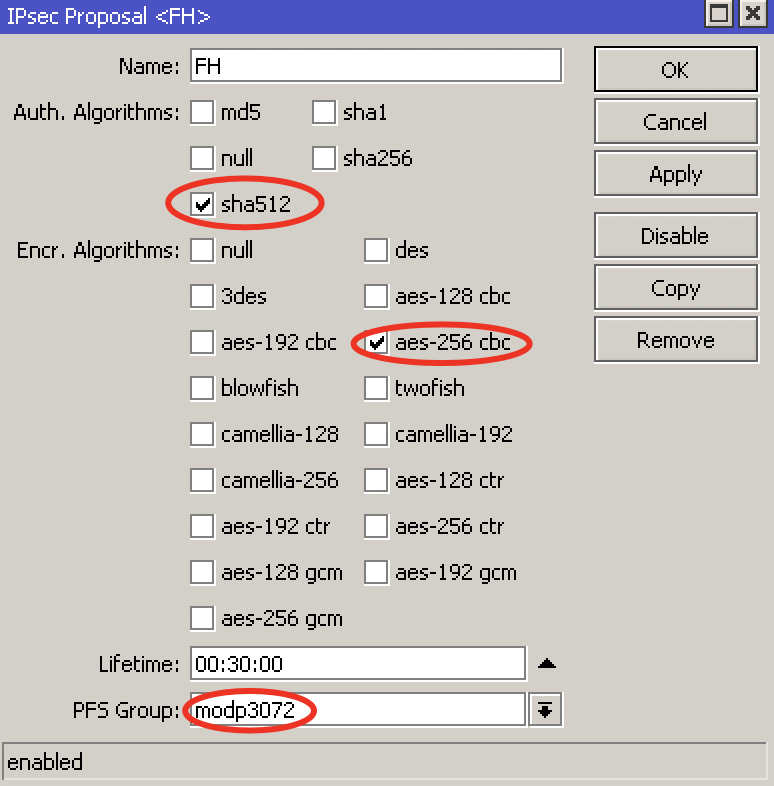 IPsec Proposal <FH>
Name: FH
OK
Auth. Algorithms: md5 sha1
Cancel
null sha256
Apply
sha512
Encr. Algorithms: null des
Disable
3des aes-128 cbc
Copy
aes-192 cbc aes-256 cbc
Remove
blowfish twofish
camellia-128 camellia-192
camellia-256 aes-128 ctr
aes-192 ctr aes-256 ctr
aes-128 gcm aes-192 gcm
aes-256 gcm
Lifetime: 00:30:00
PFS Group: modp3072
enabled